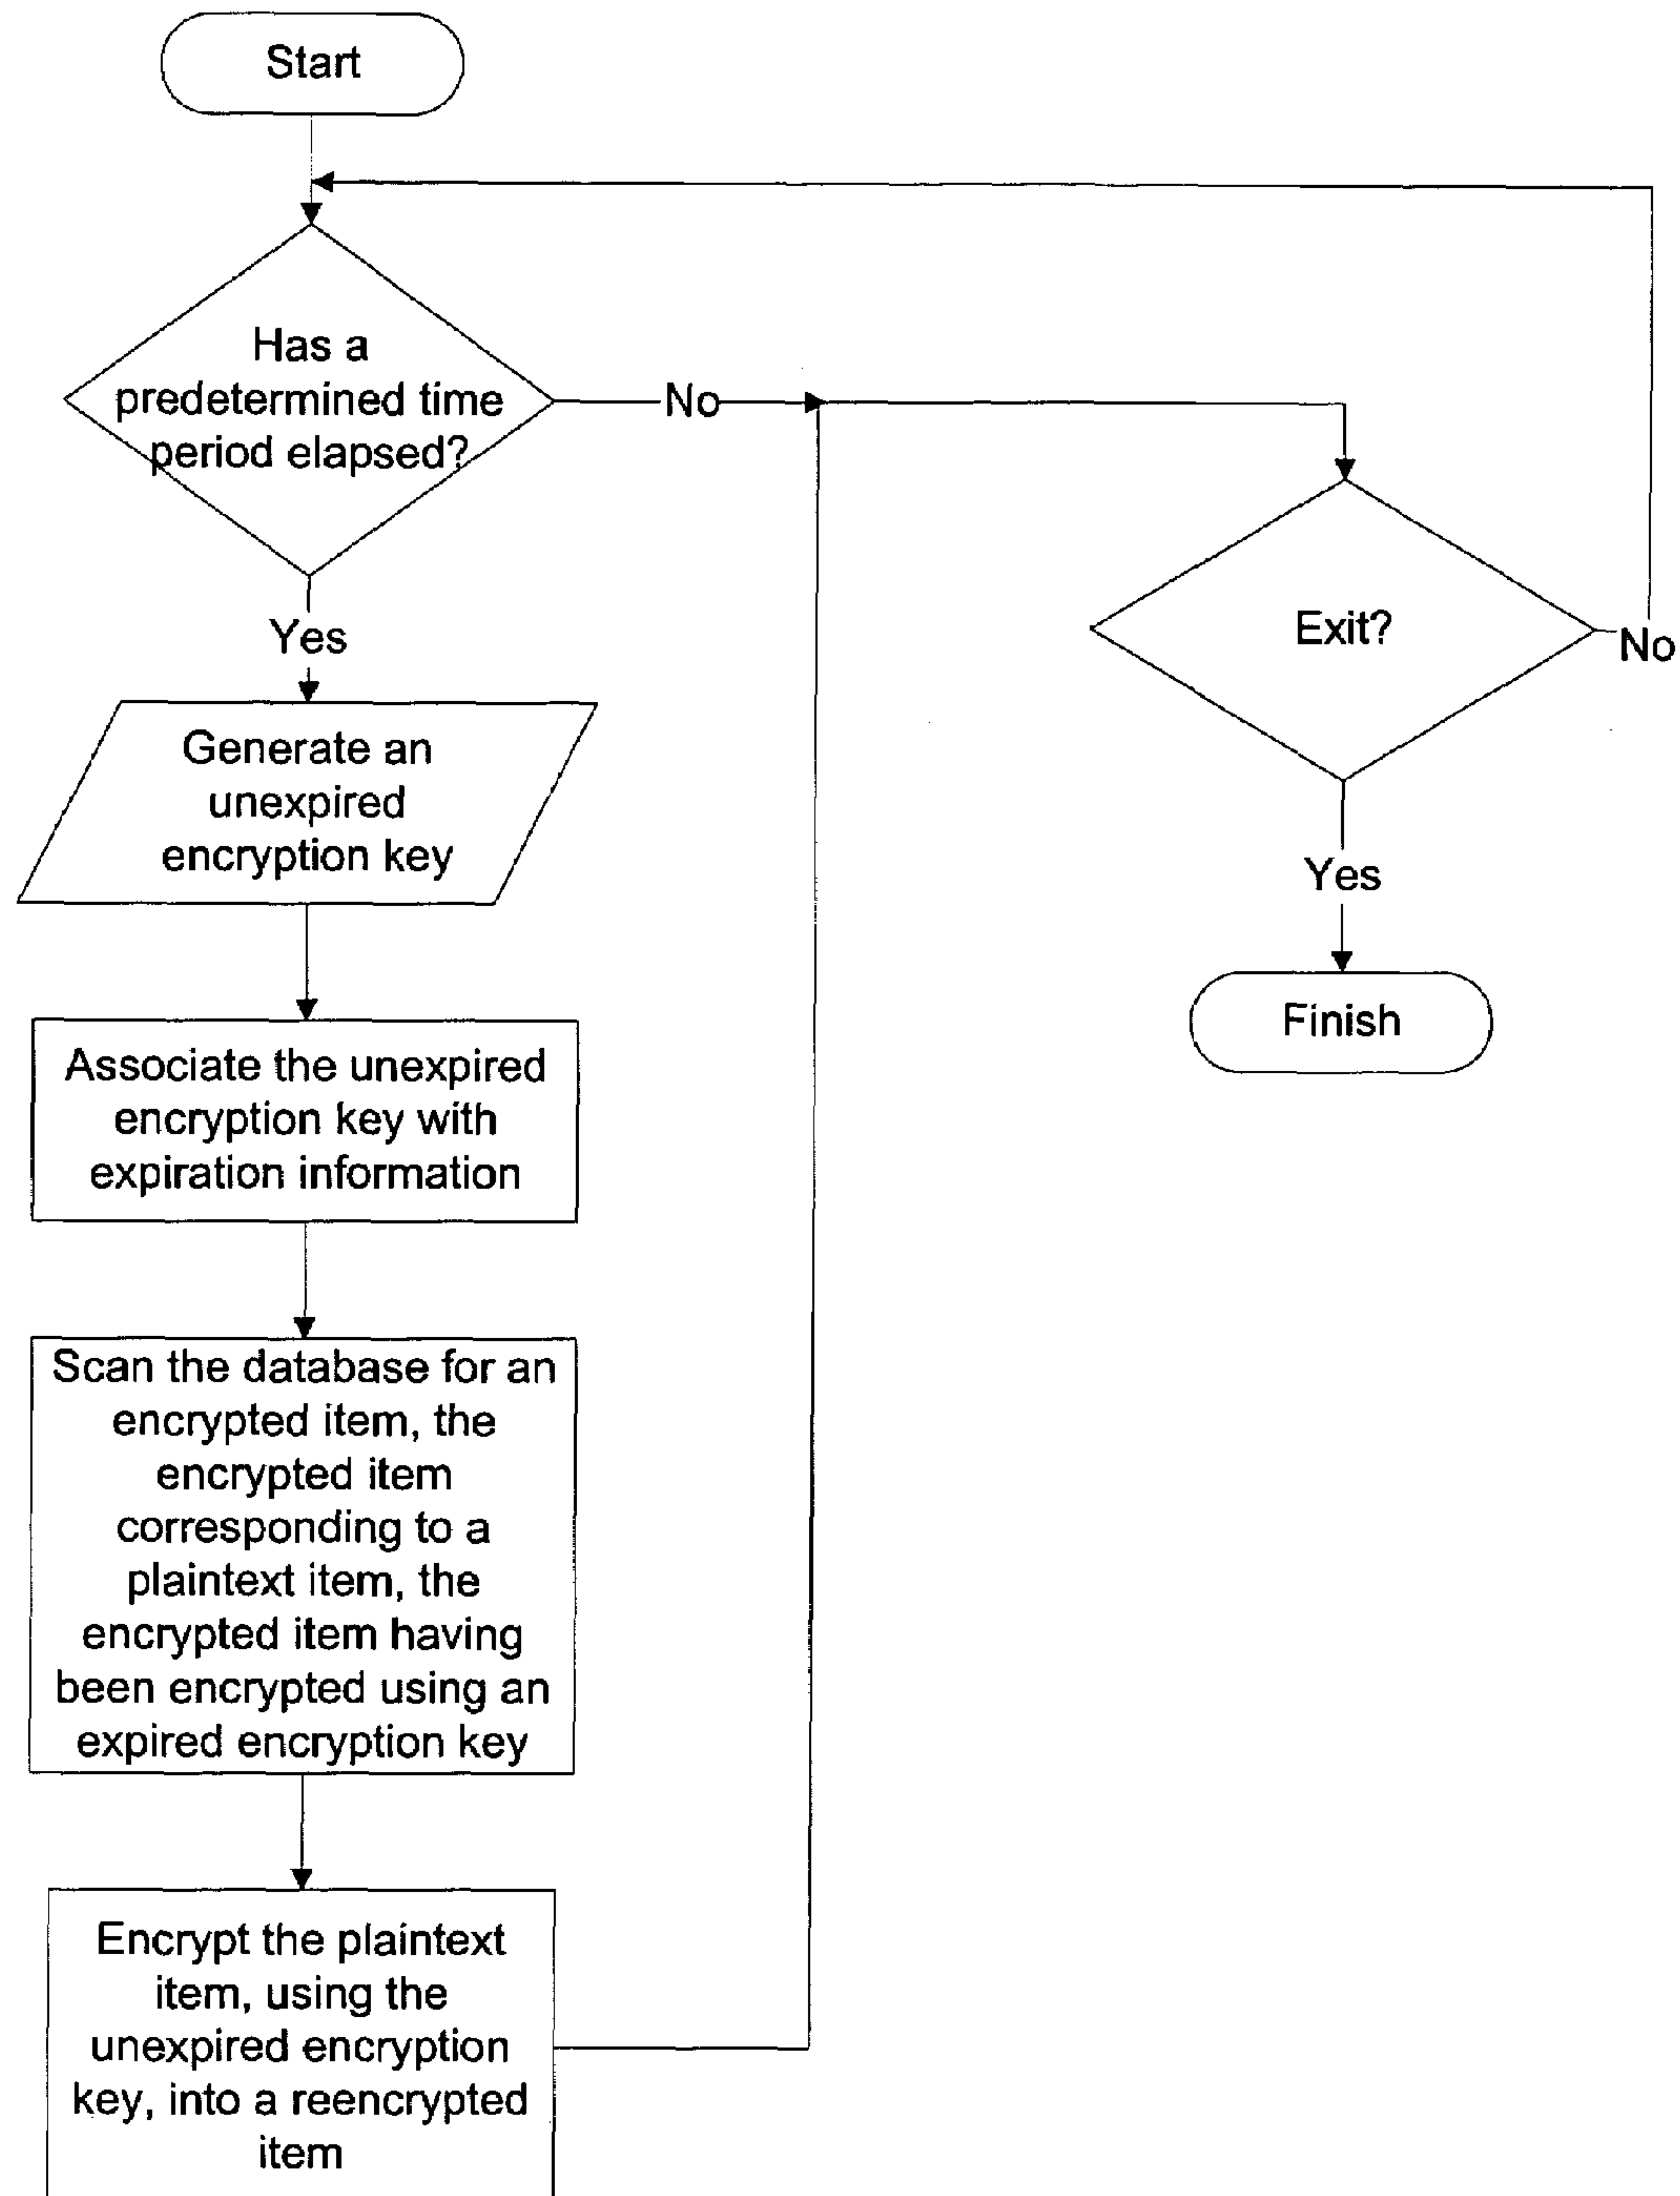 Start
Has a
predetermined time
period elapsed?
No
Yes
Generate an
unexpired
encryption key
Associate the unexpired
encryption key with
expiration information
Scan the database for an
encrypted item, the
encrypted item
corresponding to a
plaintext item, the
encrypted item having
been encrypted using an
expired encryption key
Encrypt the plaintext
item, using the
unexpired encryption
key, into a reencrypted
item
Exit?
No
Yes
Finish